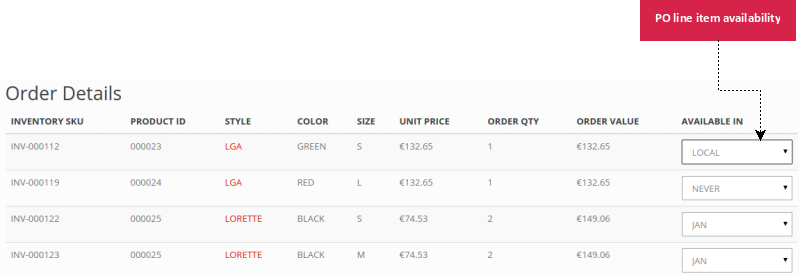 PO line item availability
Order Details
INVENTORY SKU PRODUCT ID STYLE COLOR SIZE UNIT PRICE ORDER QTY ORDER VALUE AVAILABLE IN
INV-000112 000023 LGA GREEN S €132.65 1 €132.65 LOCAL
INV-000119 000024 LGA RED L €132.65 1 €132.65 NEVER
INV-000122 000025 LORETTE BLACK S €74.53 2 €149.06 JAN
INV-000123 000025 LORETTE BLACK M €74.53 2 €149.06 JAN